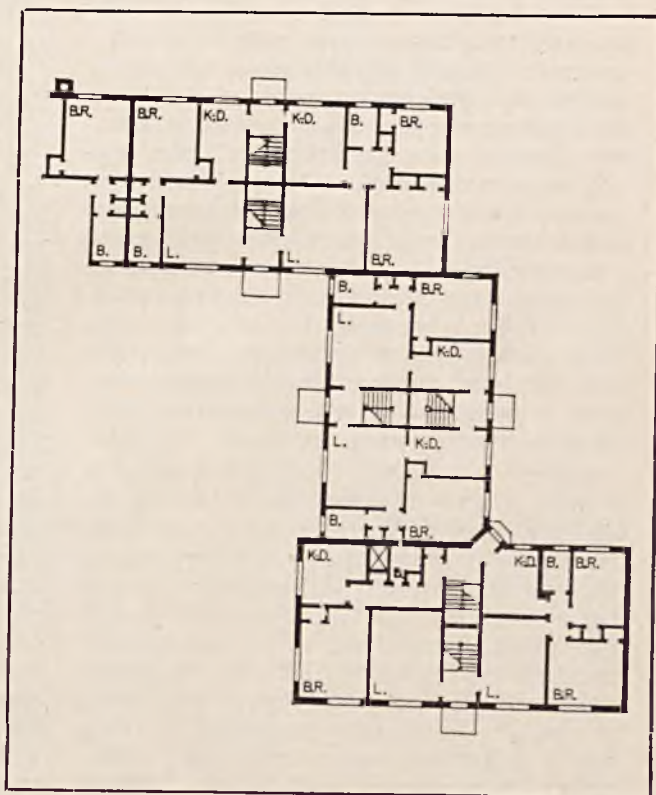 B.R. B.R. K.D. K.D. B. B.R.
B. B. L. L. B.R.
B. B.R.
L. K.D.
L. K.D.
B. B.R.
K.D. B. K.D. B. B.R.
B.R. L. L. B.R.